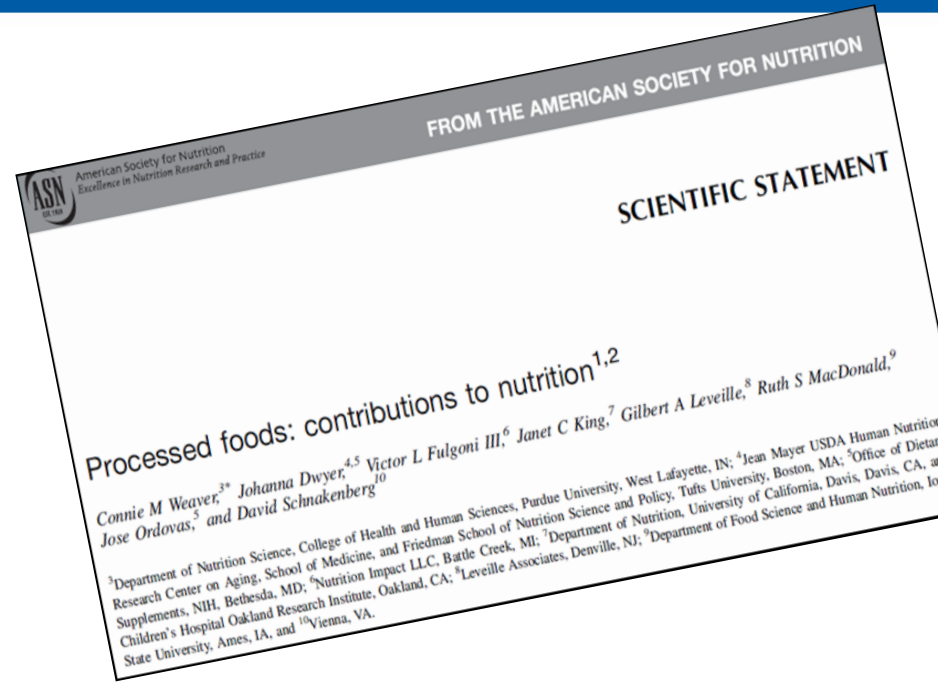 FROM THE AMERICAN SOCIETY FOR NUTRITION
ASN
EST. 1928
American Society for Nutrition
Excellence in Nutrition Research and Practice
SCIENTIFIC STATEMENT
Processed foods: contributions to nutrition1,2
Connie M Weaver,3* Johanna Dwyer,4,5 Victor L Fulgoni III,6 Janet C King,7 Gilbert A Leveille,8 Ruth S MacDonald,9
Jose Ordovas,5 and David Schnakenberg10
3Department of Nutrition Science, College of Health and Human Sciences, Purdue University, West Lafayette, IN; 4Jean Mayer USDA Human Nutrition
Research Center on Aging, School of Medicine, and Friedman School of Nutrition Science and Policy, Tufts University, Boston, MA; 5Office of Dietar
Supplements, NIH, Bethesda, MD; 6Nutrition Impact LLC, Battle Creek, MI; 7Department of Nutrition, University of California, Davis, Davis, CA, a
Children's Hospital Oakland Research Institute, Oakland, CA; 8Leveille Associates, Denville, NJ; 9Department of Food Science and Human Nutrition, Io
State University, Ames, IA, and 10Vienna, VA.